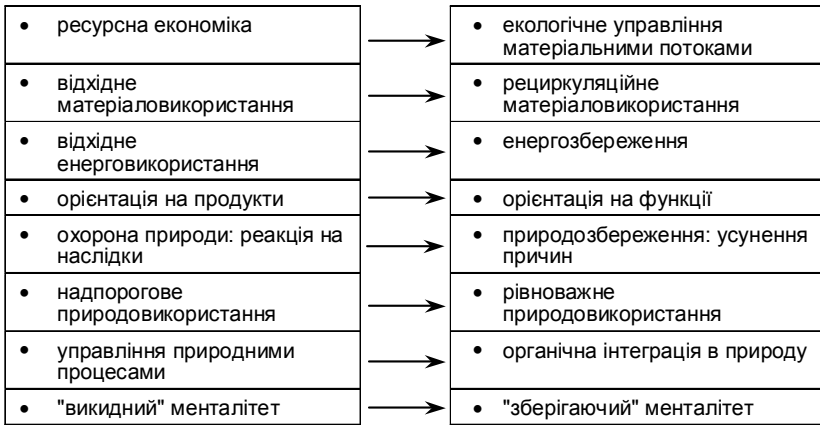 • ресурсна економіка
• екологічне управління
матеріальними потоками
• відхідне
матеріаловикористання
• рециркуляційне
матеріаловикористання
• відхідне
енерговикористання
• енергозбереження
• орієнтація на продукти
• орієнтація на функції
• охорона природи: реакція на
наслідки
• природозбереження: усунення
причин
• надпорогове
природовикористання
• рівноважне
природовикористання
• управління природними
процесами
• органічна інтеграція в природу
• "викидний" менталітет
• "зберігаючий" менталітет